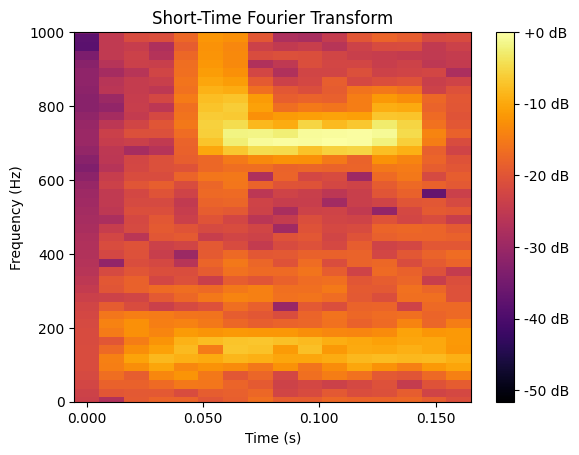 Short-Time Fourier Transform
1000
800
600
400
200
0
Frequency (Hz)
0.000
0.050
0.100
0.150
Time (s)
+0 dB
-10 dB
-20 dB
-30 dB
-40 dB
-50 dB